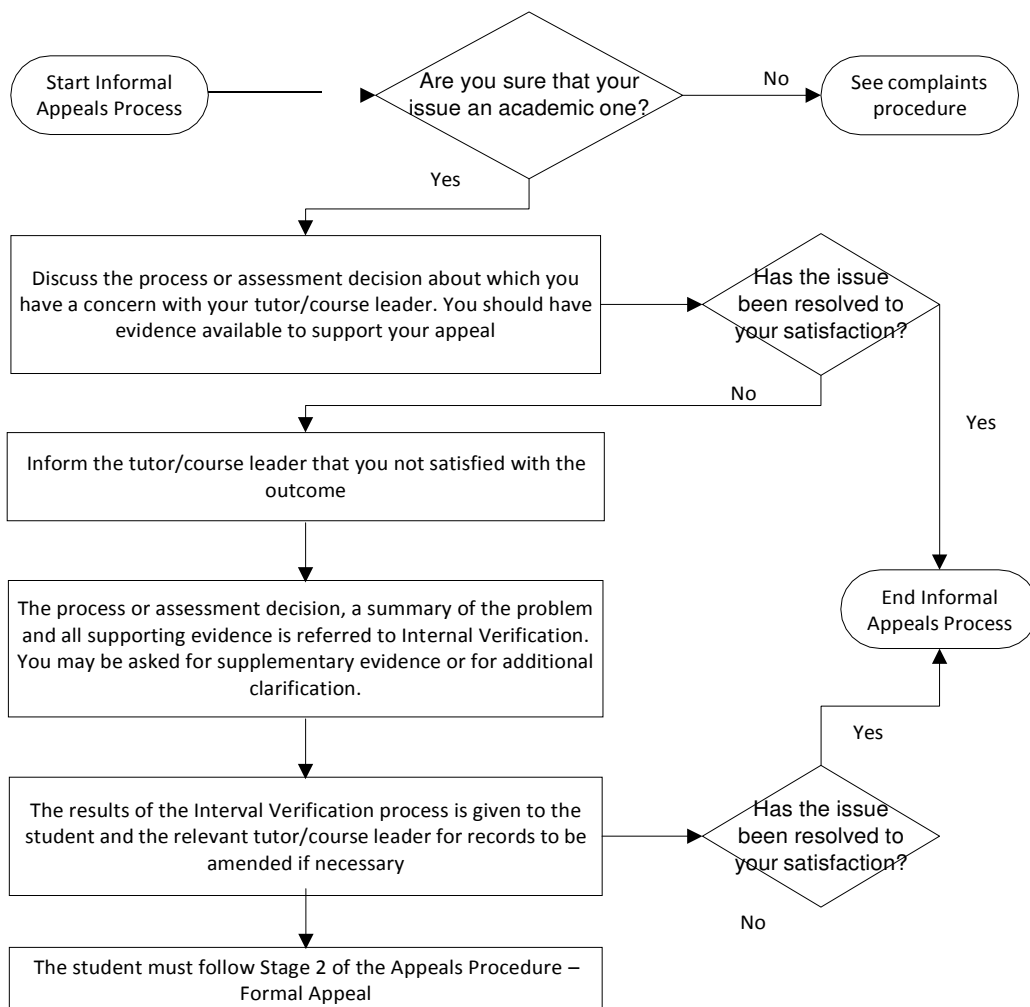 Start Informal
Appeals Process
Are you sure that your
issue an academic one?
No
See complaints
procedure
Yes
Discuss the process or assessment decision about which you
have a concern with your tutor/course leader. You should have
evidence available to support your appeal
Has the issue
been resolved to
your satisfaction?
No
Yes
Inform the tutor/course leader that you not satisfied with the
outcome
The process or assessment decision, a summary of the problem
and all supporting evidence is referred to Internal Verification.
You may be asked for supplementary evidence or for additional
clarification.
End Informal
Appeals Process
Yes
The results of the Interval Verification process is given to the
student and the relevant tutor/course leader for records to be
amended if necessary
Has the issue
been resolved to
your satisfaction?
No
The student must follow Stage 2 of the Appeals Procedure –
Formal Appeal